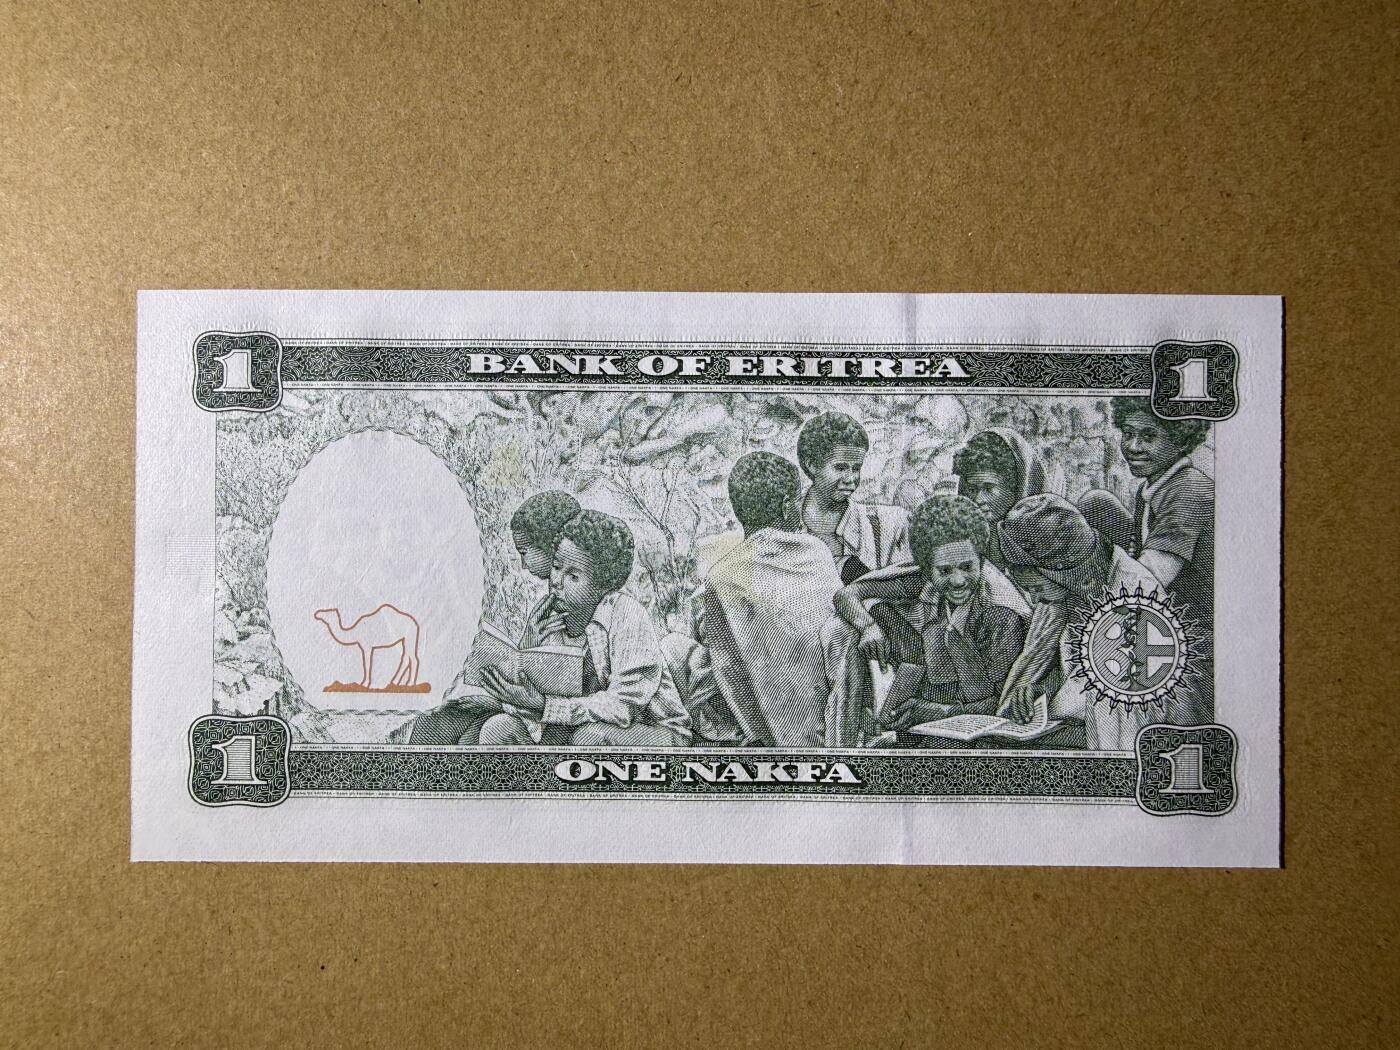 1 BANK OF ERITREA 1
1 ONE NAKFA 1